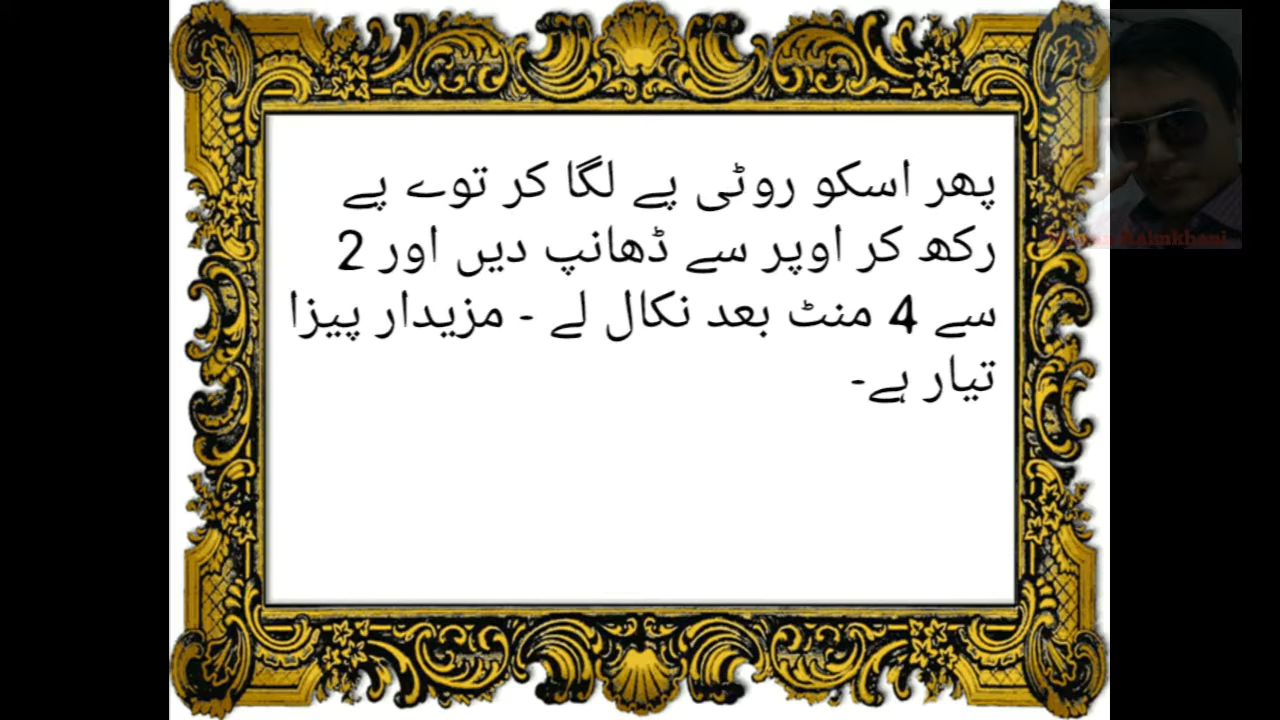 پھر اسکو روٹی پے لگا کر توے پے
رکھ کر اوپر سے ڈھانپ دیں اور 2
سے 4 منٹ بعد نکال لے - مزیدار پیزا
تیار ہے-